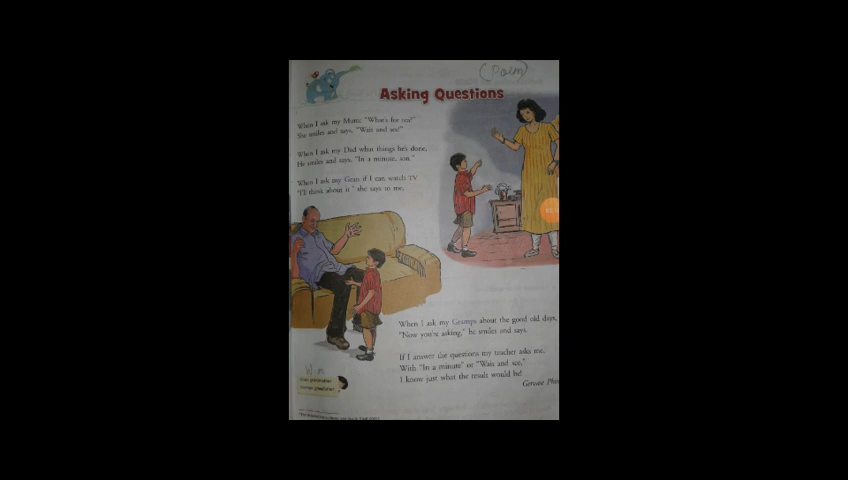 (Poem)
Asking Questions
When I ask my Mum: "What's for tea?"
She smiles and says, "Wait and see!"
When I ask my Dad what things he's done,
He smiles and says, "In a minute, son."
When I ask my Gran if I can watch TV
"I'll think about it" she says to me.
When I ask my Gramps about the good old days,
"Now you're asking," he smiles and says.
If I answer the questions my teacher asks me,
With "In a minute" or "Wait and see,"
I know just what the result would be!
Gervase
W.m